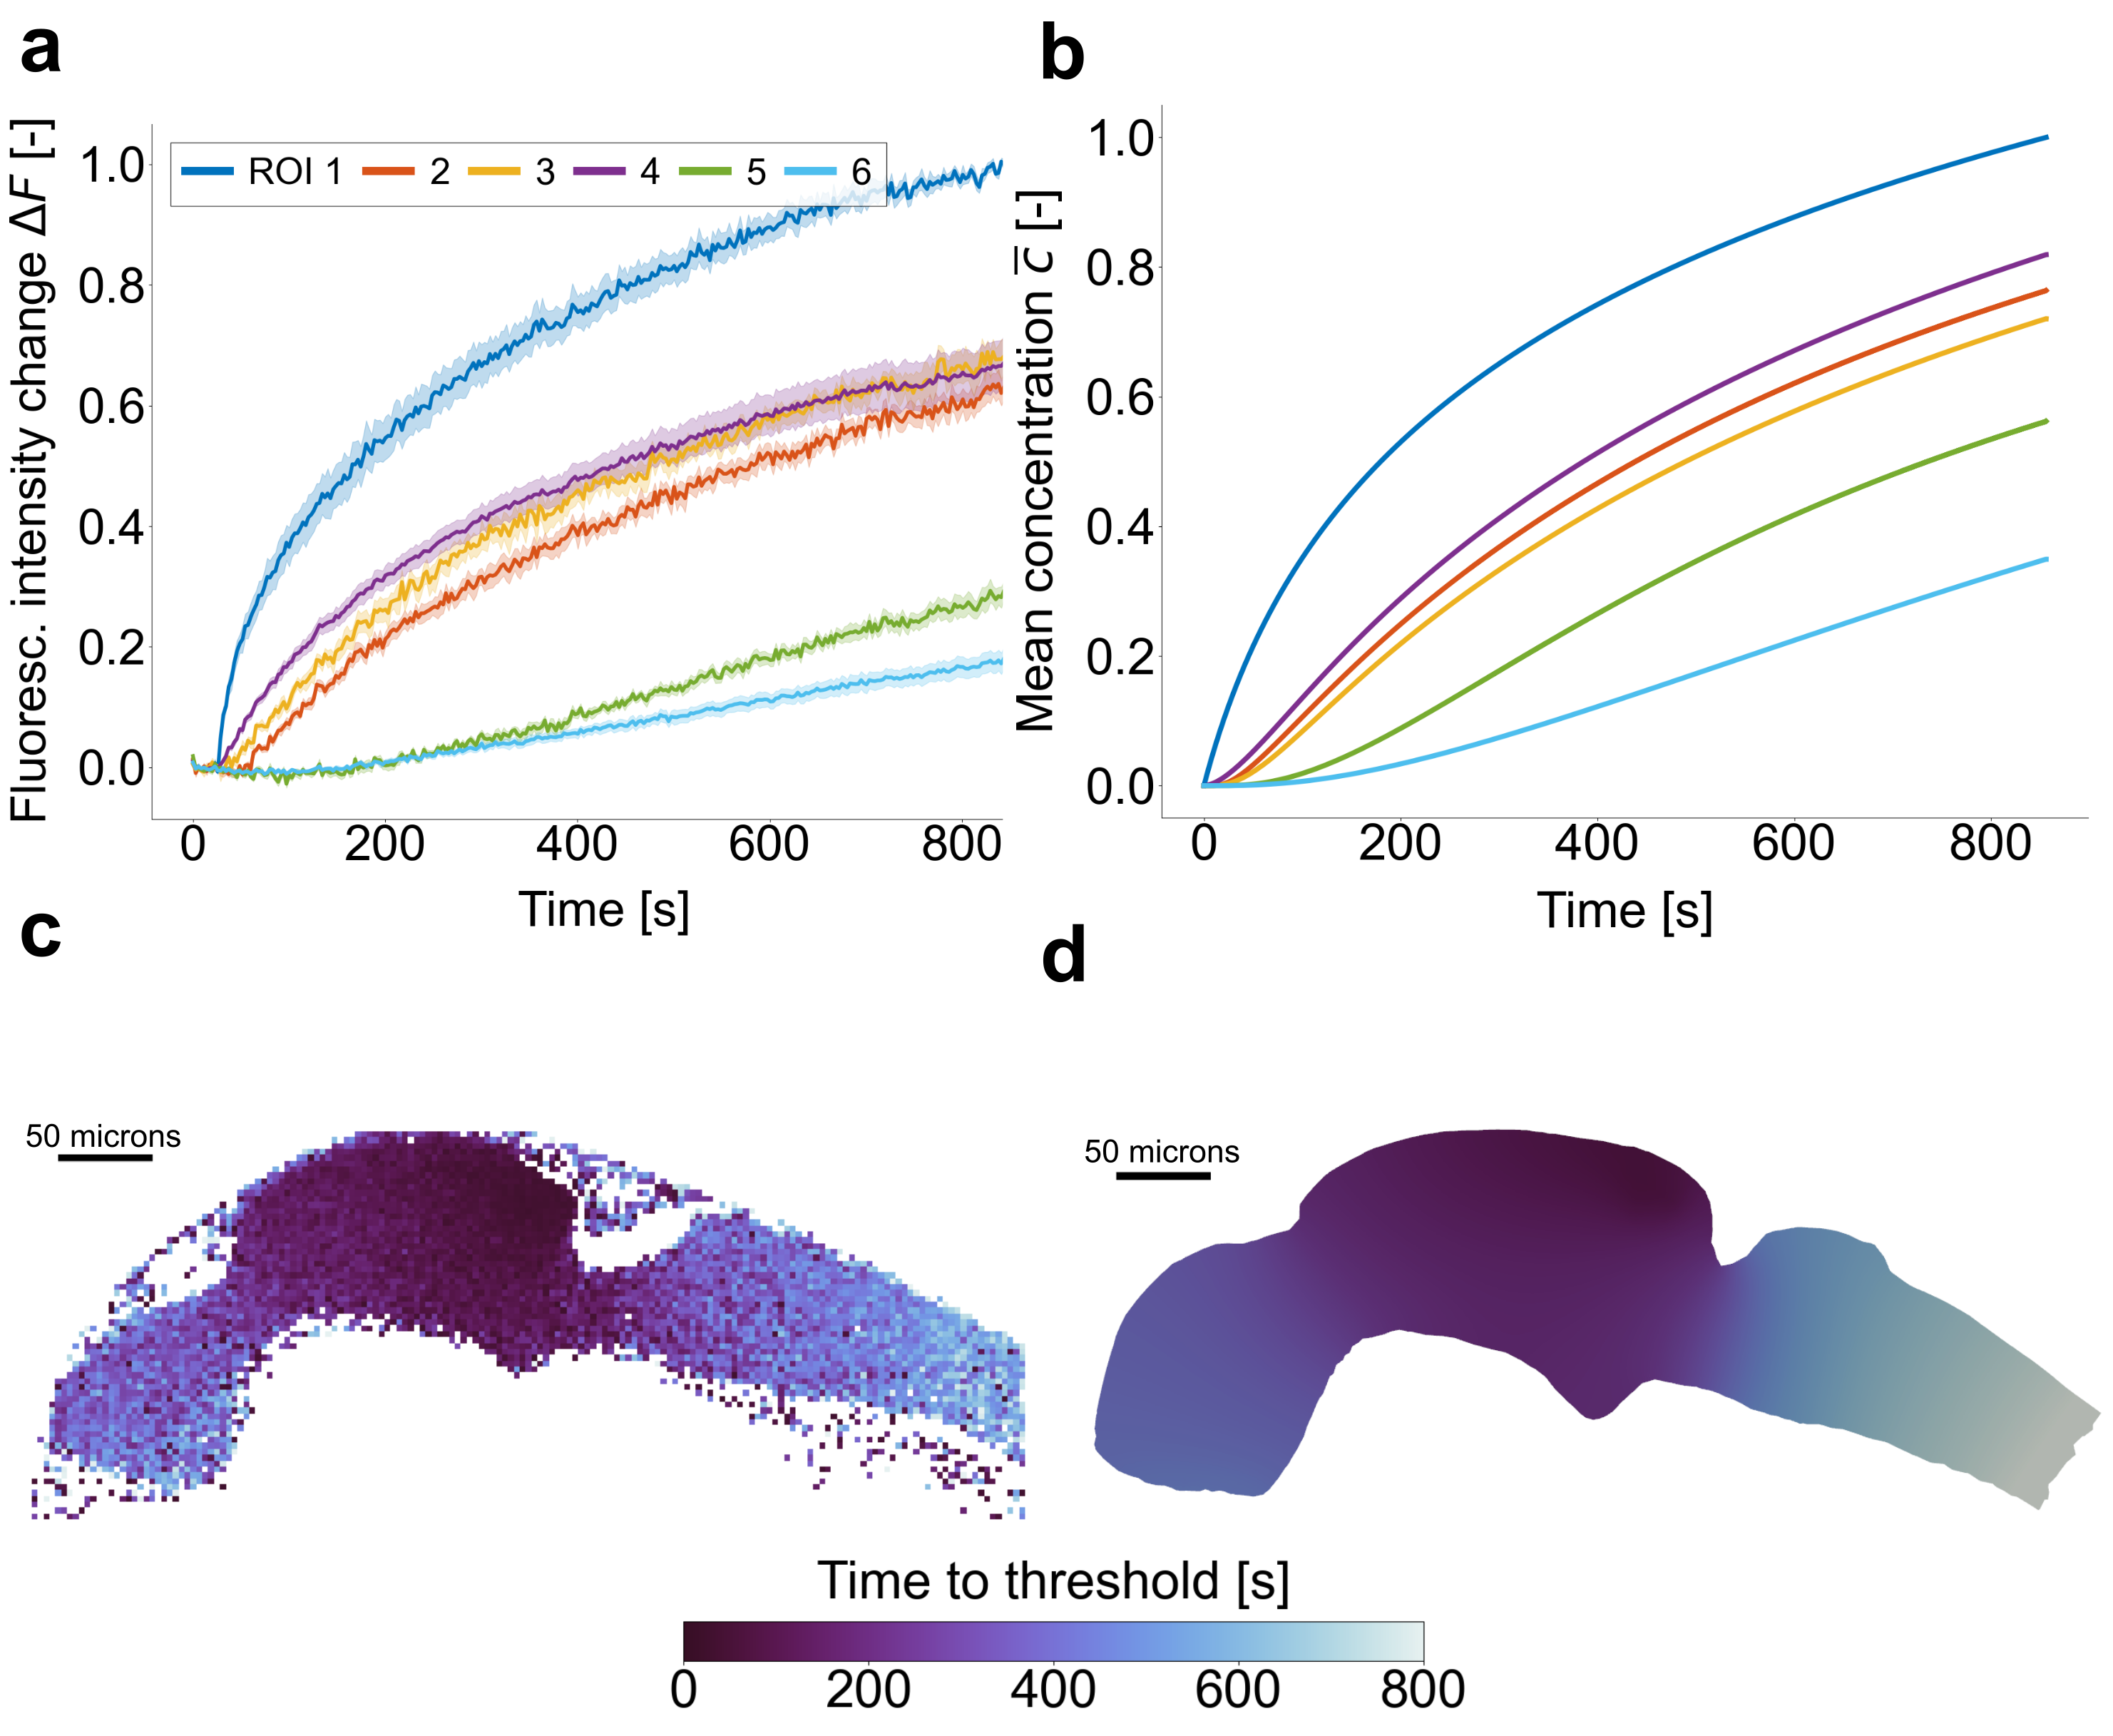 a
Fluoresc. intensity change ΔF [-]
1.0
0.8
0.6
0.4
0.2
0.0
ROI 1 2 3 4 5 6
0 200 400 600 800
Time [s]
b
Mean concentration c̅ [-]
1.0
0.8
0.6
0.4
0.2
0.0
0 200 400 600 800
Time [s]
c
50 microns
d
50 microns
Time to threshold [s]
0 200 400 600 800